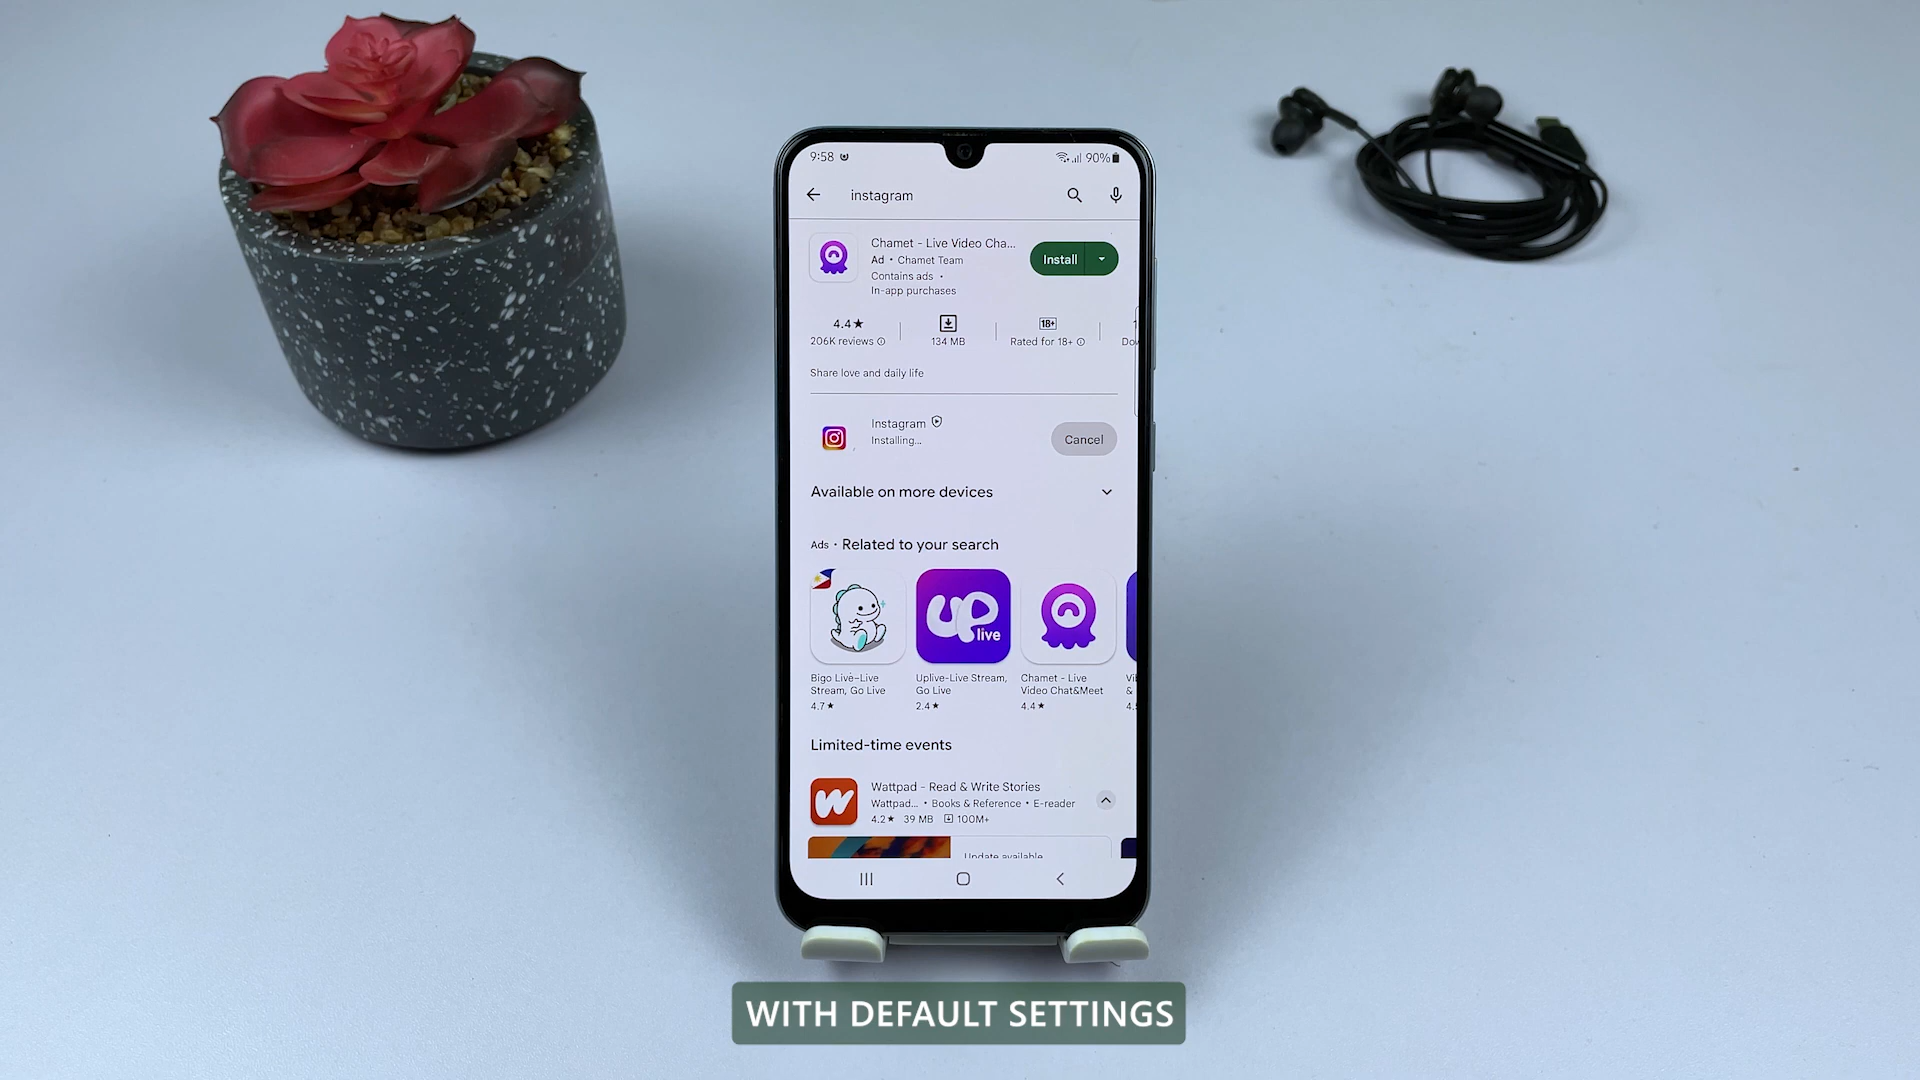 9:58
90%
instagram
Chamet - Live Video Cha...
Ad • Chamet Team
Contains ads •
In-app purchases
Install
4.4★
206K reviews
134 MB
18+
Rated for 18+
Share love and daily life
Instagram
Installing...
Cancel
Available on more devices
Ads • Related to your search
UP live
Bigo Live–Live
Stream, Go Live
4.7★
Uplive-Live Stream,
Go Live
2.4★
Chamet - Live
Video Chat&Meet
4.4★
Limited-time events
Wattpad - Read & Write Stories
Wattpad... • Books & Reference • E-reader
4.2★ 39 MB 100M+
Update available
WITH DEFAULT SETTINGS